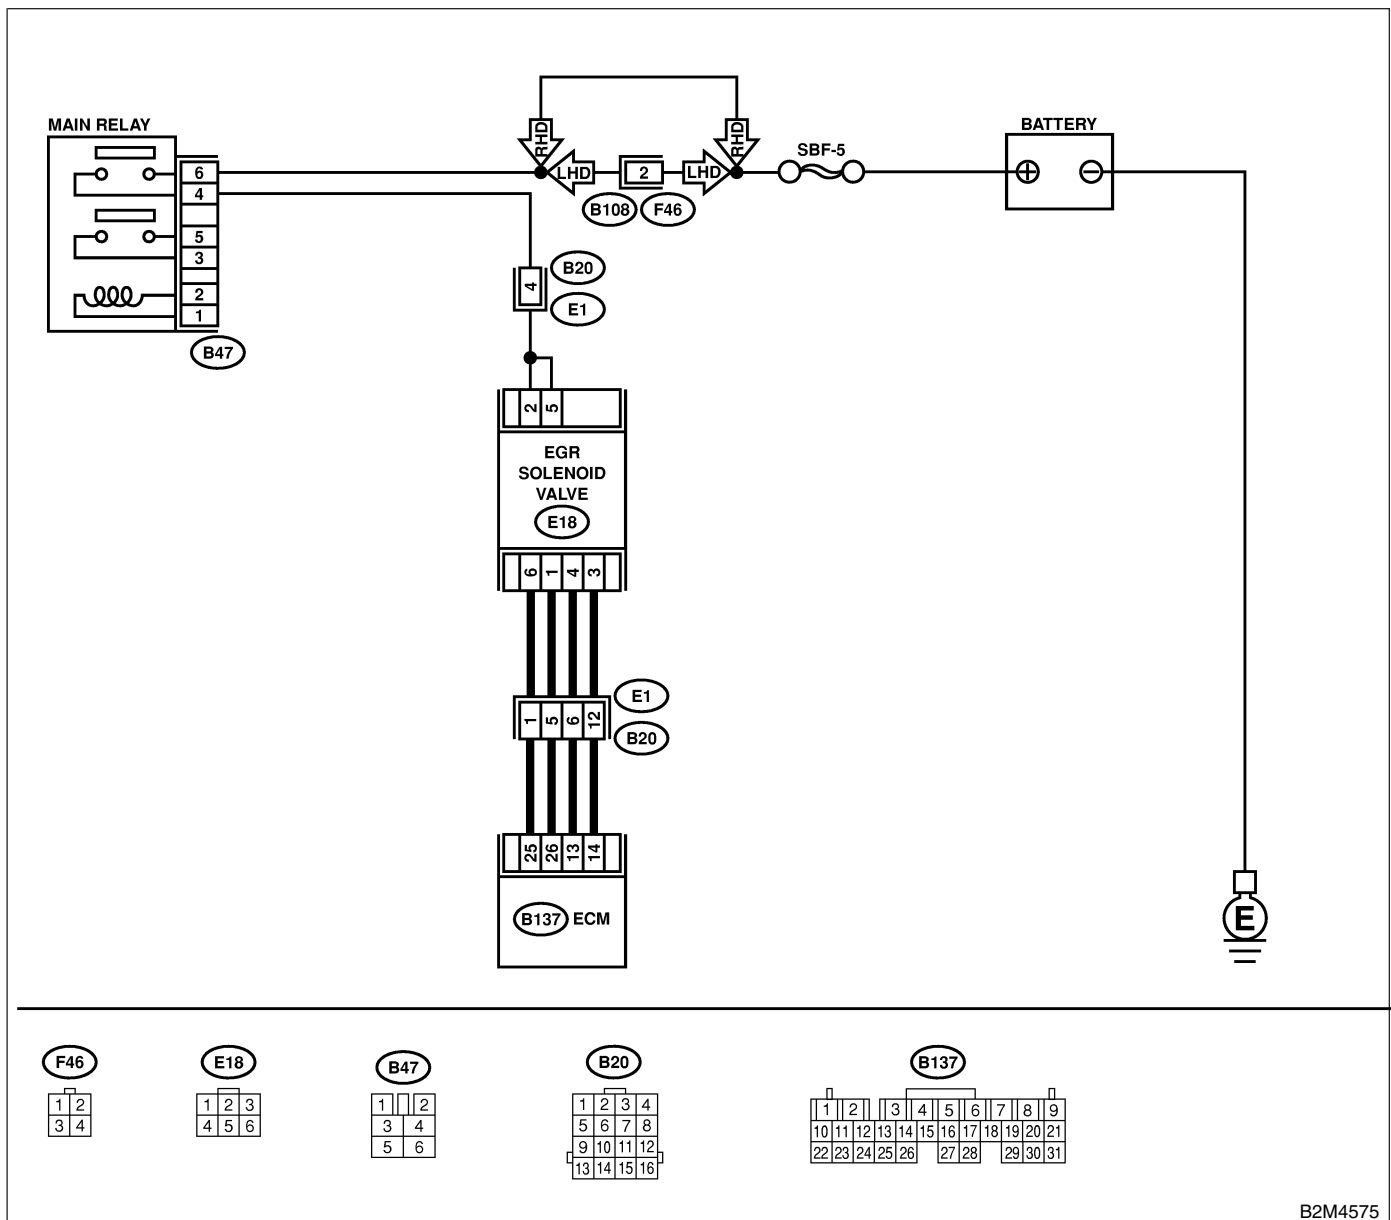 MAIN RELAY
6
4
5
3
2
1
B47
RHD
RHD
LHD
2
LHD
B108
F46
SBF-5
BATTERY
4
B20
E1
2 5
EGR
SOLENOID
VALVE
E18
6 1 4 3
1 5 6 12
E1
B20
25 26 13 14
B137 ECM
E
F46
1 2
3 4
E18
1 2 3
4 5 6
B47
1 2
3 4
5 6
B20
1 2 3 4
5 6 7 8
9 10 11 12
13 14 15 16
B137
1 2 3 4 5 6 7 8 9
10 11 12 13 14 15 16 17 18 19 20 21
22 23 24 25 26 27 28 29 30 31
B2M4575